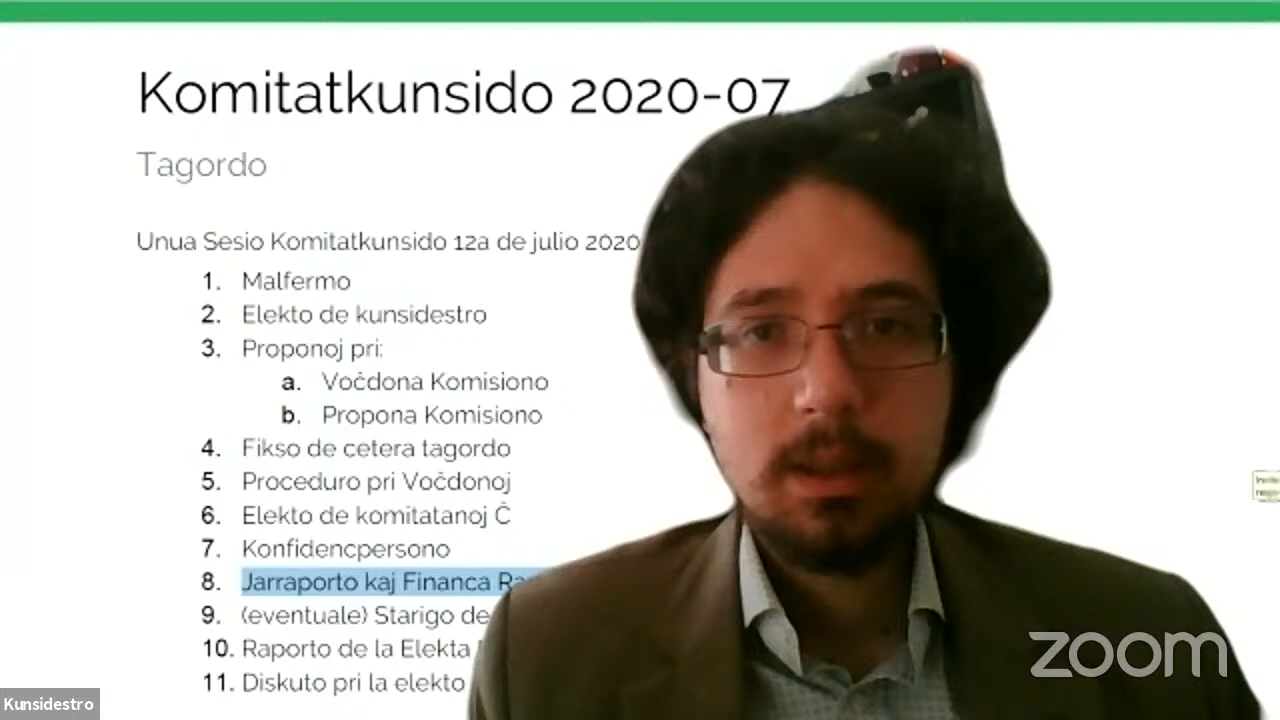 Komitatkunsido 2020-07
Tagordo
Unua Sesio Komitatkunsido 12a de julio 2020
1. Malfermo
2. Elekto de kunsidestro
3. Proponoj pri:
a. Voĉdona Komisiono
b. Propona Komisiono
4. Fikso de cetera tagordo
5. Proceduro pri Voĉdonoj
6. Elekto de komitatanoj Ĉ
7. Konfidencpersono
8. Jarraporto kaj Financa
9. (eventuale) Starigo de
10. Raporto de la Elekta
11. Diskuto pri la elekto
zoom
Kunsidestro